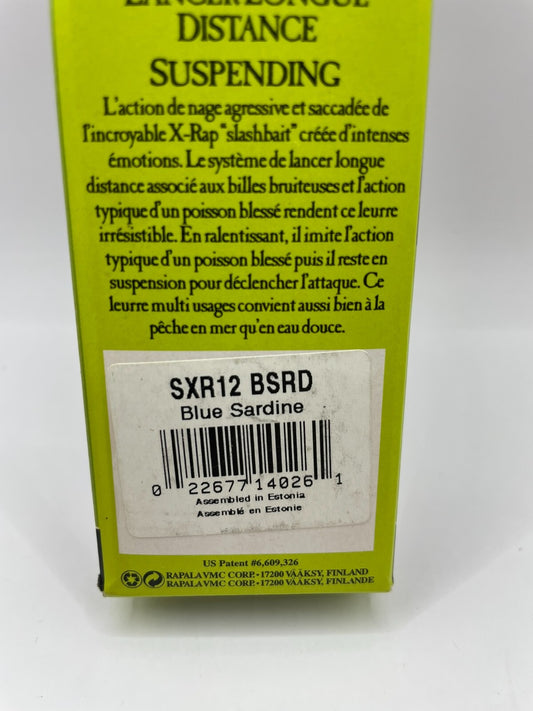 LANCER LONGUE
DISTANCE
SUSPENDING
L'action de nage agressive et saccadée de
l'incroyable X-Rap "slashbait" créée d'intenses
émotions. Le système de lancer longue
distance associé aux billes bruiteuses et l'action
typique d'un poisson blessé rendent ce leurre
irrésistible. En ralentissant, il imite l'action
typique d'un poisson blessé puis il reste en
suspension pour déclencher l'attaque. Ce
leurre multi usages convient aussi bien à la
pêche en mer qu'en eau douce.
SXR12 BSRD
Blue Sardine
0 22677 14026 1
Assembled in Estonia
Assemblé en Estonie
US Patent #6,609,326
RAPALA VMC CORP. · 17200 VÄÄKSY, FINLAND
RAPALA VMC CORP. · 17200 VÄÄKSY, FINLANDE